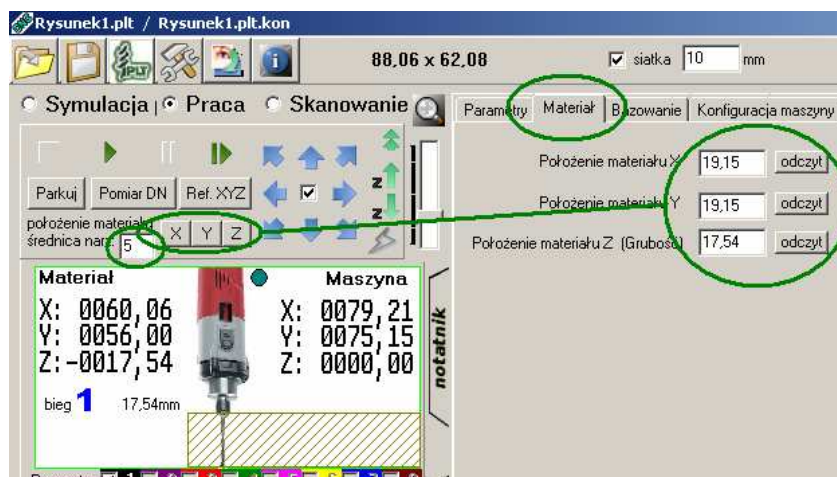 Rysunek1.plt / Rysunek1.plt.kon
PLT
88,06 x 62,08
siatka 10 mm
Symulacja Praca Skanowanie
Parametry Materiał Bazowanie Konfiguracja maszyny
Parkuj Pomiar DN Ref. XYZ
Z
Z
położenie materiału
średnica narz. 5 X Y Z
Położenie materiału X 19,15 odczyt
Położenie materiału Y 19,15 odczyt
Położenie materiału Z (Grubość) 17,54 odczyt
Materiał Maszyna
X: 0060,06 X: 0079,21
Y: 0056,00 Y: 0075,15
Z:-0017,54 Z: 0000,00
bieg 1 17,54mm
notatnik